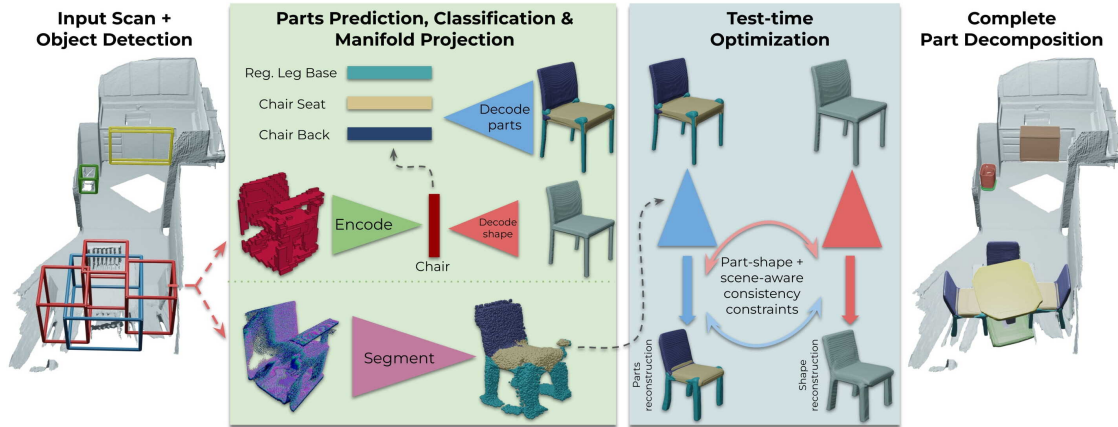 Input Scan +
Object Detection
Parts Prediction, Classification &
Manifold Projection
Test-time
Optimization
Complete
Part Decomposition
Reg. Leg Base
Chair Seat
Chair Back
Decode
parts
Encode
Decode
shape
Chair
Segment
Part-shape +
scene-aware
consistency
constraints
Parts
reconstruction
Shape
reconstruction